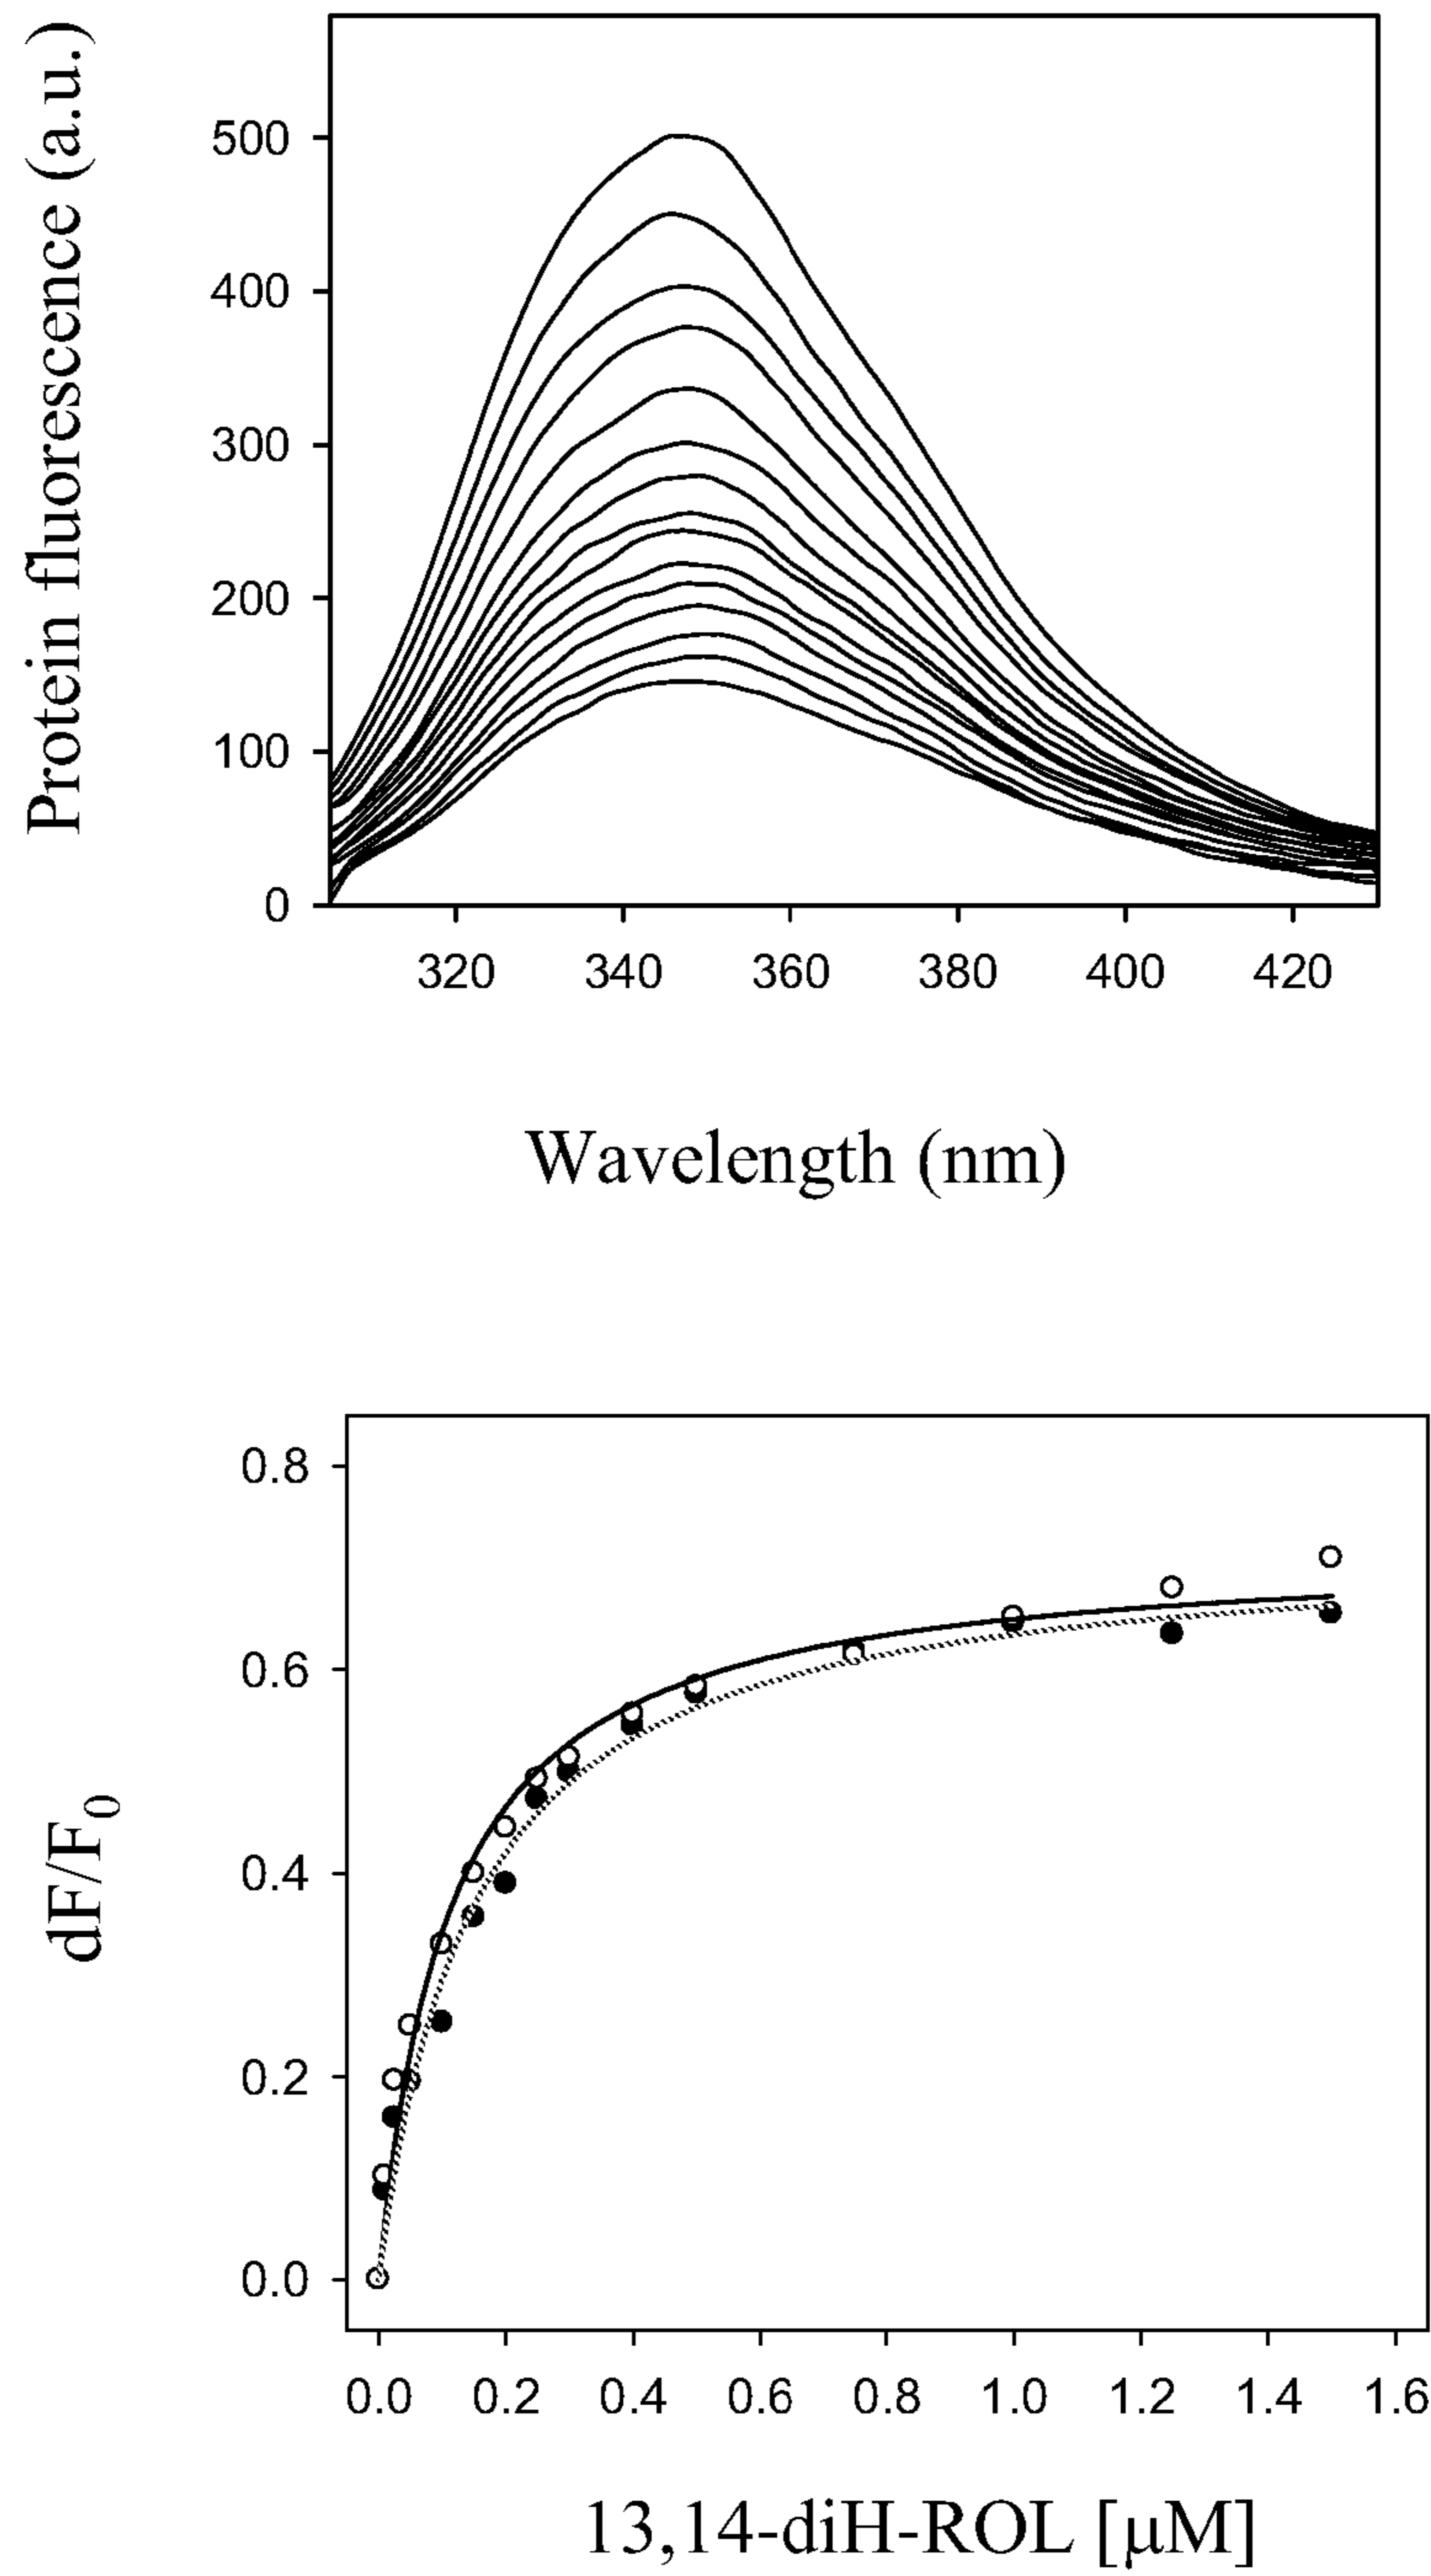 Protein fluorescence (a.u.)
500
400
300
200
100
0
320 340 360 380 400 420
Wavelength (nm)
dF/F0
0.8
0.6
0.4
0.2
0.0
0.0 0.2 0.4 0.6 0.8 1.0 1.2 1.4 1.6
13,14-diH-ROL [μM]